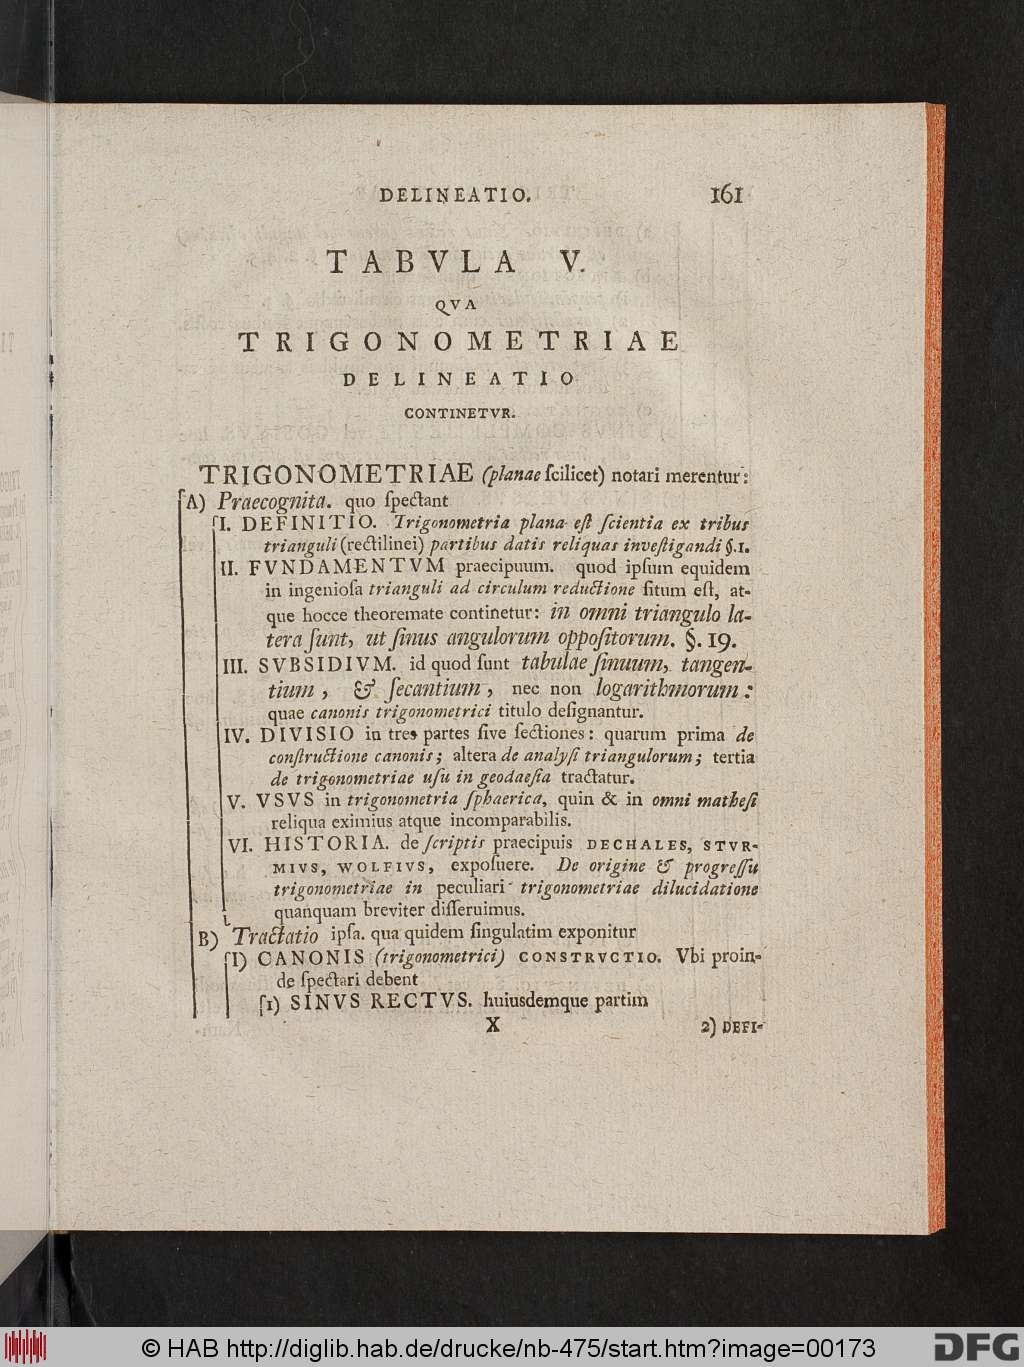 DELINEATIO. 161
TABVLA V.
QVA
TRIGONOMETRIAE
DELINEATIO
CONTINETVR.
TRIGONOMETRIAE (planae ſcilicet) notari merentur:
A) Praecognita. quo ſpectant
I. DEFINITIO. Trigonometria plana eſt ſcientia ex tribus
trianguli (rectilinei) partibus datis reliquas inveſtigandi §.1.
II. FVNDAMENTVM praecipuum. quod ipſum equidem
in ingenioſa trianguli ad circulum reductione ſitum eſt, at-
que hocce theoremate continetur: in omni triangulo la-
tera ſunt, ut ſinus angulorum oppoſitorum. §. 19.
III. SVBSIDIVM. id quod ſunt tabulae ſinuum, tangen-
tium, & ſecantium, nec non logarithmorum:
quae canonis trigonometrici titulo deſignantur.
IV. DIVISIO in tres partes ſive ſectiones: quarum prima de
conſtructione canonis; altera de analyſi triangulorum; tertia
de trigonometriae uſu in geodaeſia tractatur.
V. VSVS in trigonometria ſphaerica, quin & in omni matheſi
reliqua eximius atque incomparabilis.
VI. HISTORIA. de ſcriptis praecipuis DECHALES, STVR-
MIVS, WOLFIVS, expoſuere. De origine & progreſſu
trigonometriae in peculiari trigonometriae dilucidatione
quanquam breviter diſſeruimus.
B) Tractatio ipſa. qua quidem ſingulatim exponitur
I) CANONIS (trigonometrici) CONSTRVCTIO. Vbi proin-
de ſpectari debent
1) SINVS RECTVS. huiusdemque partim
X 2) DEFI-
© HAB http://diglib.hab.de/drucke/nb-475/start.htm?image=00173
DFG